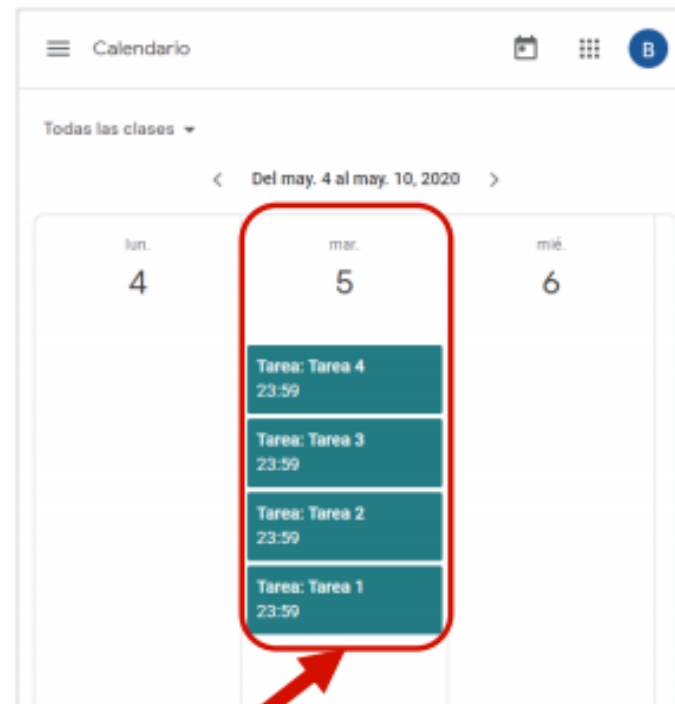 Calendario
B
Todas las clases
Del may. 4 al may. 10, 2020
lun.
mar.
mié.
4
5
6
Tarea: Tarea 4
23:59
Tarea: Tarea 3
23:59
Tarea: Tarea 2
23:59
Tarea: Tarea 1
23:59